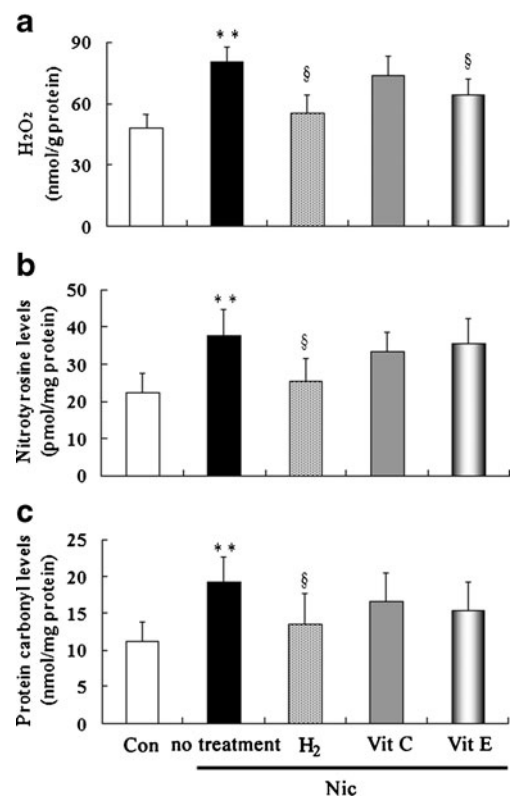 a
H₂O₂
(nmol/g protein)
90
60
30
0
**
§
§
b
Nitrotyrosine levels
(pmol/mg protein)
50
40
30
20
10
0
**
§
c
Protein carbonyl levels
(nmol/mg protein)
25
20
15
10
5
0
**
§
Con no treatment H₂ Vit C Vit E
Nic